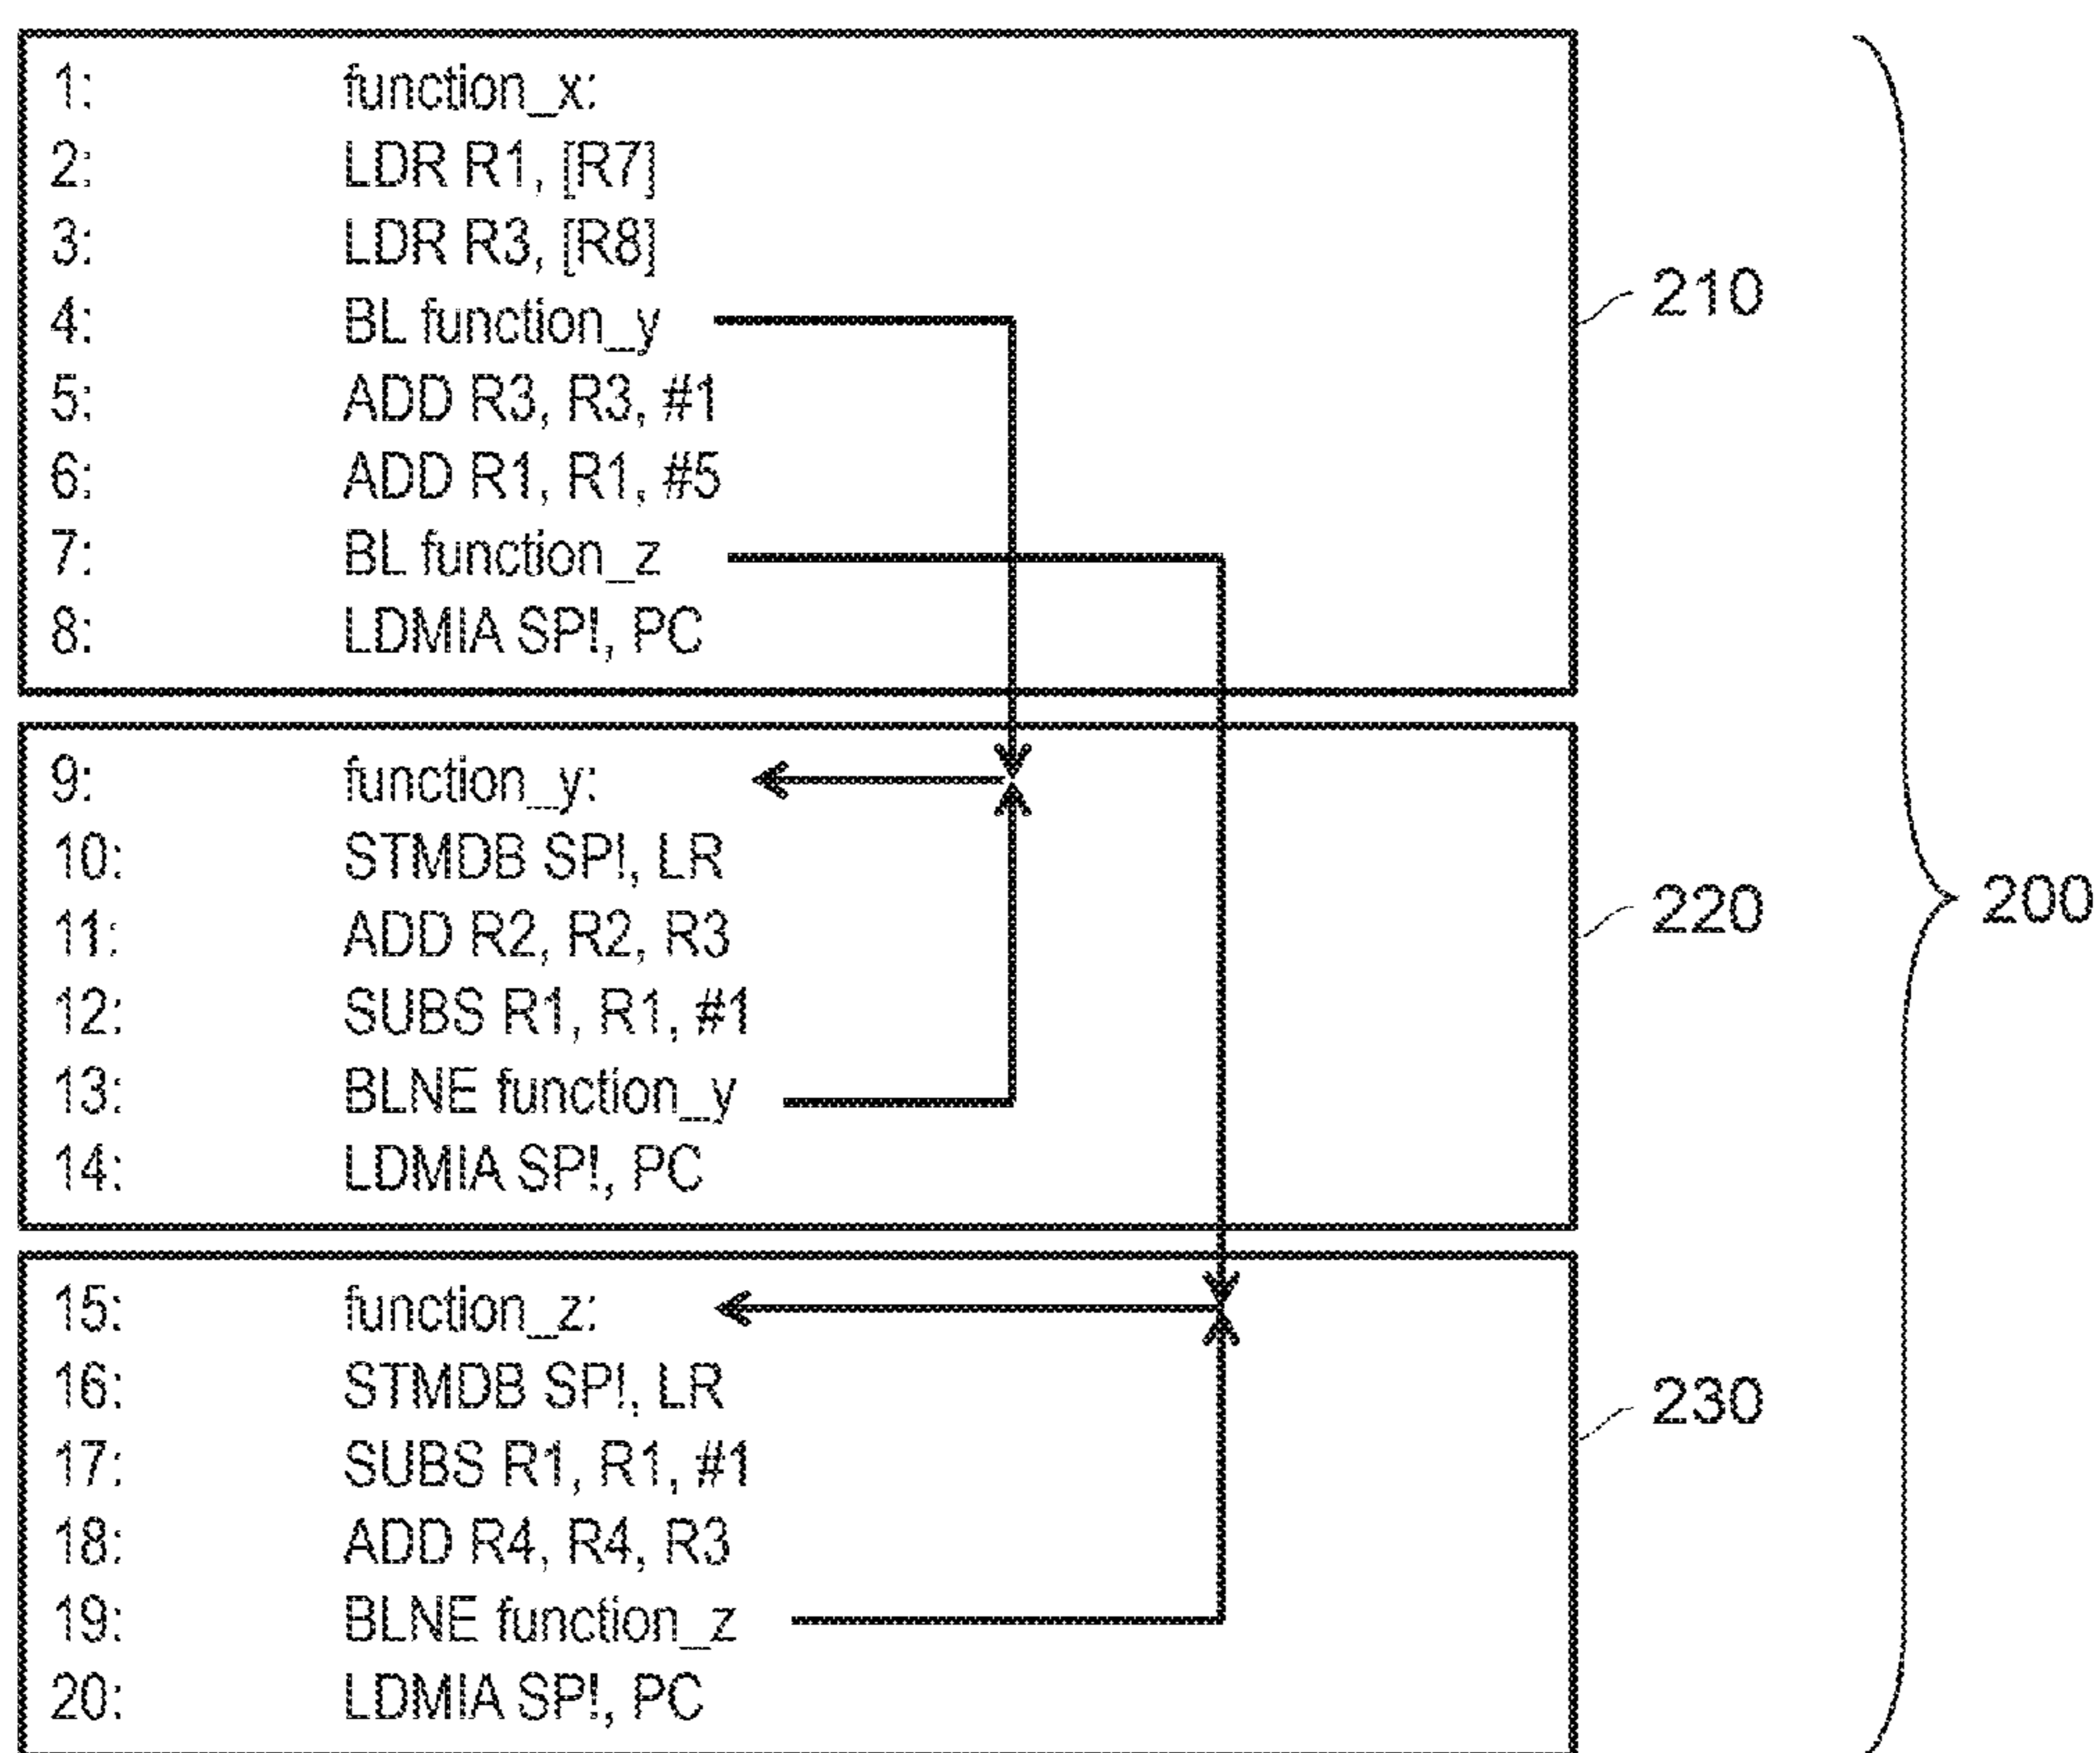 1: function_x:
2: LDR R1, [R7]
3: LDR R3, [R8]
4: BL function_y
5: ADD R3, R3, #1
6: ADD R1, R1, #5
7: BL function_z
8: LDMIA SP!, PC
210
9: function_y:
10: STMDB SP!, LR
11: ADD R2, R2, R3
12: SUBS R1, R1, #1
13: BLNE function_y
14: LDMIA SP!, PC
220
200
15: function_z:
16: STMDB SP!, LR
17: SUBS R1, R1, #1
18: ADD R4, R4, R3
19: BLNE function_z
20: LDMIA SP!, PC
230